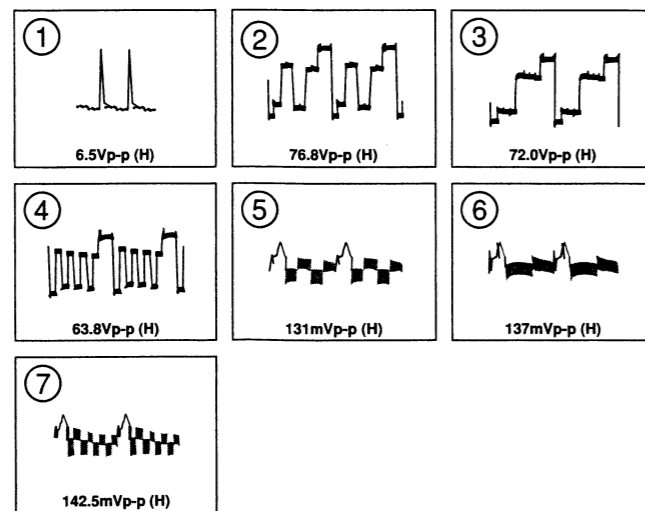 1
6.5Vp-p (H)
2
76.8Vp-p (H)
3
72.0Vp-p (H)
4
63.8Vp-p (H)
5
131mVp-p (H)
6
137mVp-p (H)
7
142.5mVp-p (H)